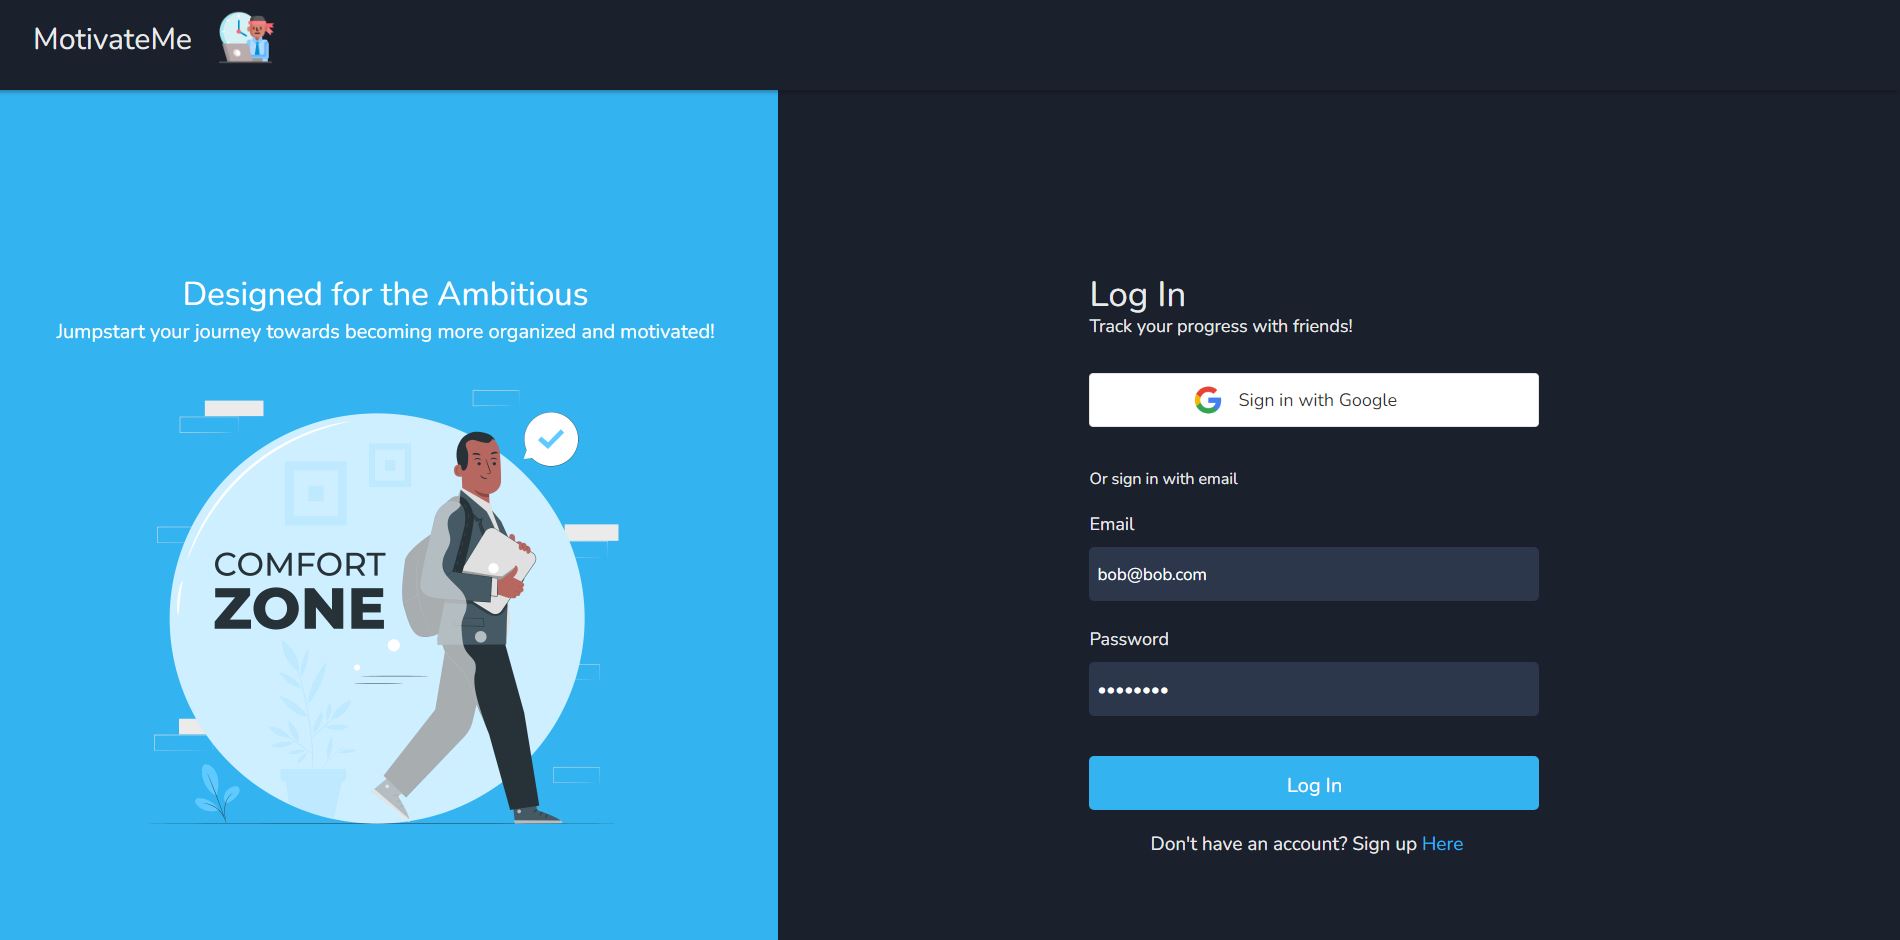 MotivateMe
Designed for the Ambitious
Jumpstart your journey towards becoming more organized and motivated!
COMFORT
ZONE
Log In
Track your progress with friends!
Sign in with Google
Or sign in with email
Email
bob@bob.com
Password
••••••••
Log In
Don't have an account? Sign up Here